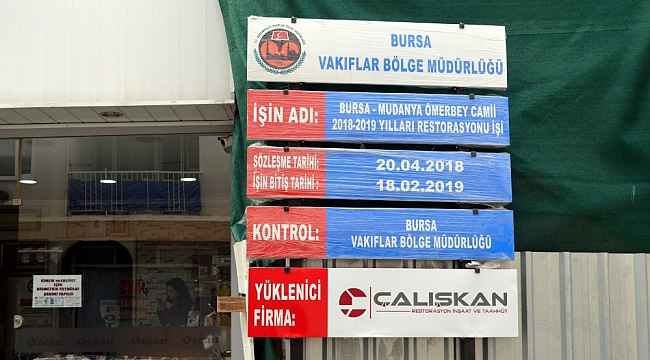 BURSA
VAKIFLAR BÖLGE MÜDÜRLÜĞÜ
İŞİN ADI:
BURSA - MUDANYA ÖMERBEY CAMİİ
2018-2019 YILLARI RESTORASYONU İŞİ
SÖZLEŞME TARİHİ:
20.04.2018
İŞİN BİTİŞ TARİHİ :
18.02.2019
KONTROL:
BURSA
VAKIFLAR BÖLGE MÜDÜRLÜĞÜ
YÜKLENİCİ
FİRMA:
ÇALIŞKAN
RESTORASYON İNŞAAT VE TAAHHÜT